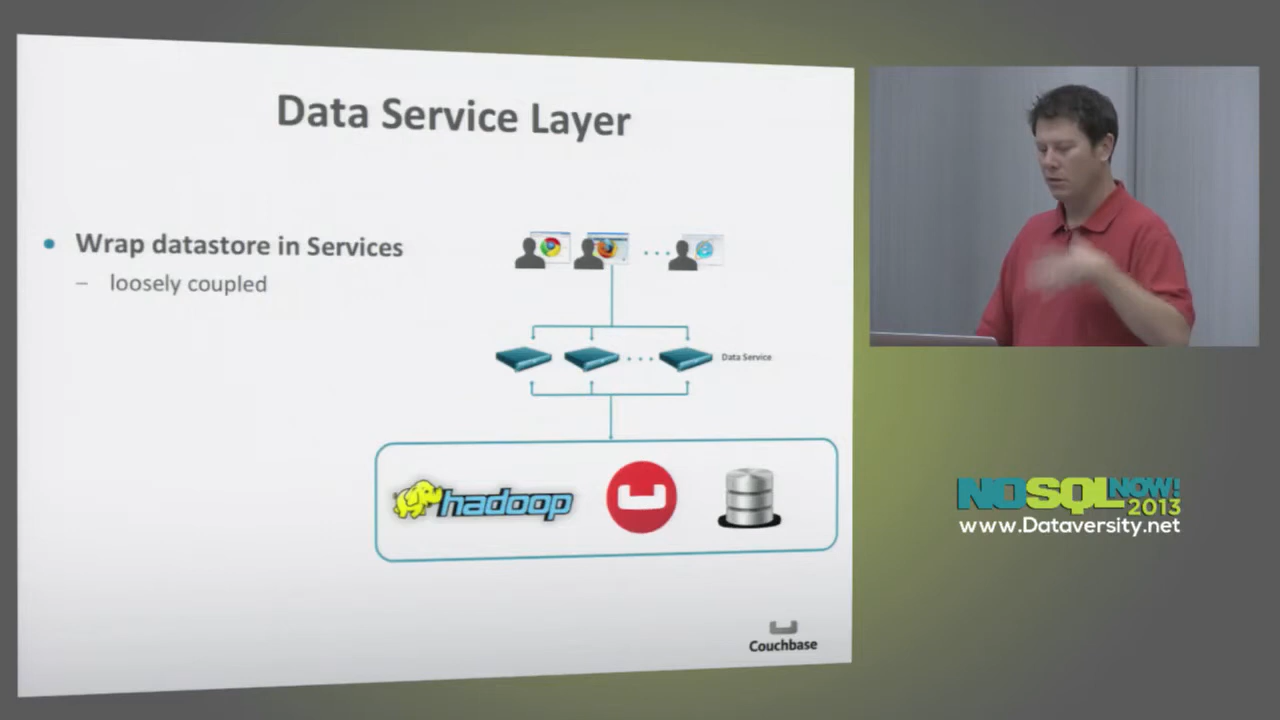 Data Service Layer
• Wrap datastore in Services
– loosely coupled
Data Service
hadoop
Couchbase
NOSQL NOW!
2013
www.Dataversity.net